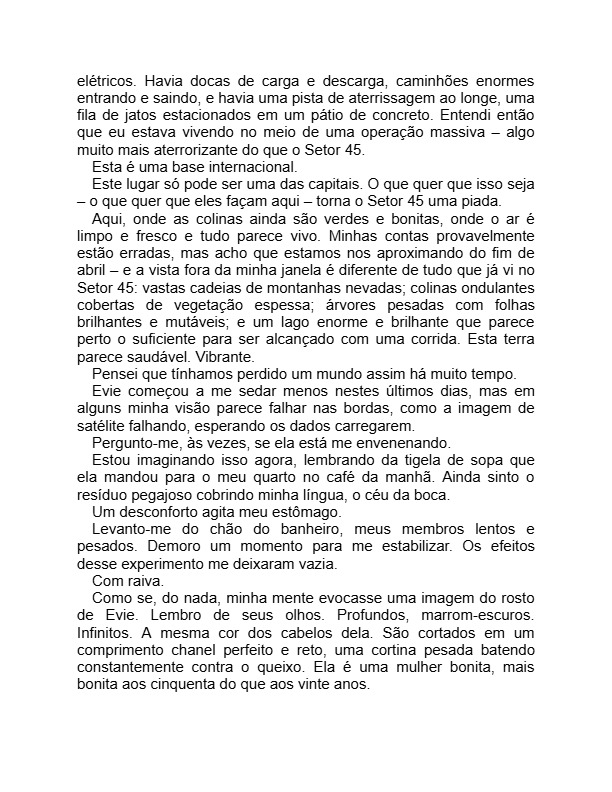 elétricos. Havia docas de carga e descarga, caminhões enormes
entrando e saindo, e havia uma pista de aterrissagem ao longe, uma
fila de jatos estacionados em um pátio de concreto. Entendi então
que eu estava vivendo no meio de uma operação massiva – algo
muito mais aterrorizante do que o Setor 45.
Esta é uma base internacional.
Este lugar só pode ser uma das capitais. O que quer que isso seja
– o que quer que eles façam aqui – torna o Setor 45 uma piada.
Aqui, onde as colinas ainda são verdes e bonitas, onde o ar é
limpo e fresco e tudo parece vivo. Minhas contas provavelmente
estão erradas, mas acho que estamos nos aproximando do fim de
abril – e a vista fora da minha janela é diferente de tudo que já vi no
Setor 45: vastas cadeias de montanhas nevadas; colinas ondulantes
cobertas de vegetação espessa; árvores pesadas com folhas
brilhantes e mutáveis; e um lago enorme e brilhante que parece
perto o suficiente para ser alcançado com uma corrida. Esta terra
parece saudável. Vibrante.
Pensei que tínhamos perdido um mundo assim há muito tempo.
Evie começou a me sedar menos nestes últimos dias, mas em
alguns minha visão parece falhar nas bordas, como a imagem de
satélite falhando, esperando os dados carregarem.
Pergunto-me, às vezes, se ela está me envenenando.
Estou imaginando isso agora, lembrando da tigela de sopa que
ela mandou para o meu quarto no café da manhã. Ainda sinto o
resíduo pegajoso cobrindo minha língua, o céu da boca.
Um desconforto agita meu estômago.
Levanto-me do chão do banheiro, meus membros lentos e
pesados. Demoro um momento para me estabilizar. Os efeitos
desse experimento me deixaram vazia.
Com raiva.
Como se, do nada, minha mente evocasse uma imagem do rosto
de Evie. Lembro de seus olhos. Profundos, marrom-escuros.
Infinitos. A mesma cor dos cabelos dela. São cortados em um
comprimento chanel perfeito e reto, uma cortina pesada batendo
constantemente contra o queixo. Ela é uma mulher bonita, mais
bonita aos cinquenta do que aos vinte anos.